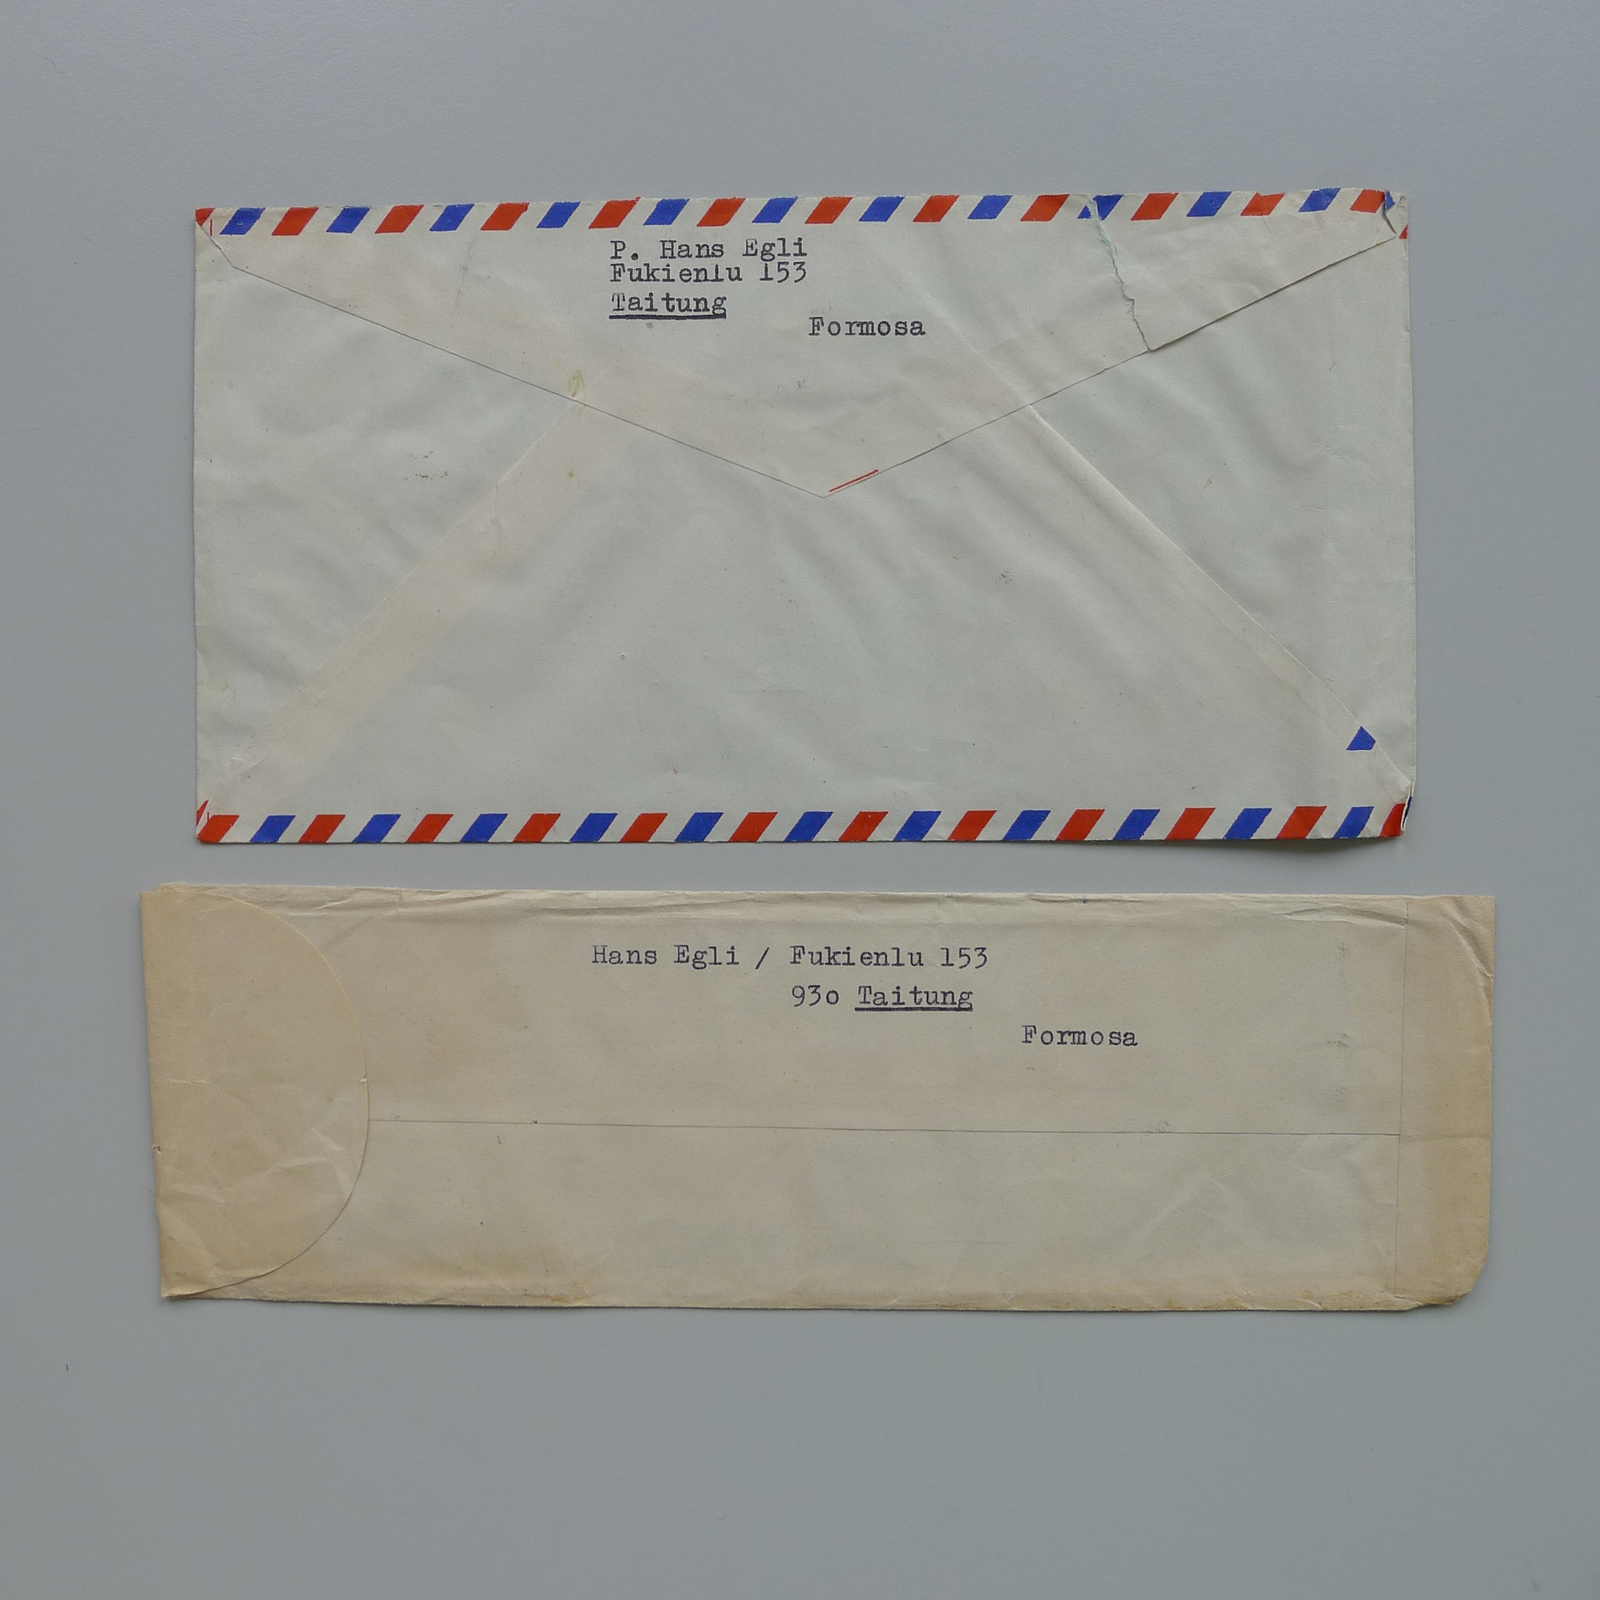 P. Hans Egli
Fukienlu 153
Taitung
Formosa
Hans Egli / Fukienlu 153
93o Taitung
Formosa